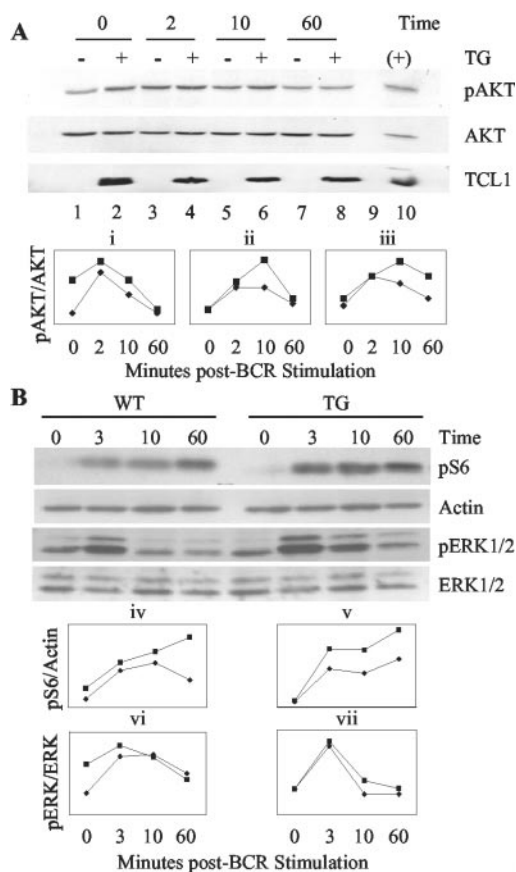 A
0 2 10 60 Time
- + - + - + - + (+) TG
pAKT
AKT
TCL1
1 2 3 4 5 6 7 8 9 10
i ii iii
pAKT/AKT
0 2 10 60 0 2 10 60 0 2 10 60
Minutes post-BCR Stimulation
B
WT TG
0 3 10 60 0 3 10 60 Time
pS6
Actin
pERK1/2
ERK1/2
iv v
pS6/Actin
vi vii
pERK/ERK
0 3 10 60 0 3 10 60
Minutes post-BCR Stimulation